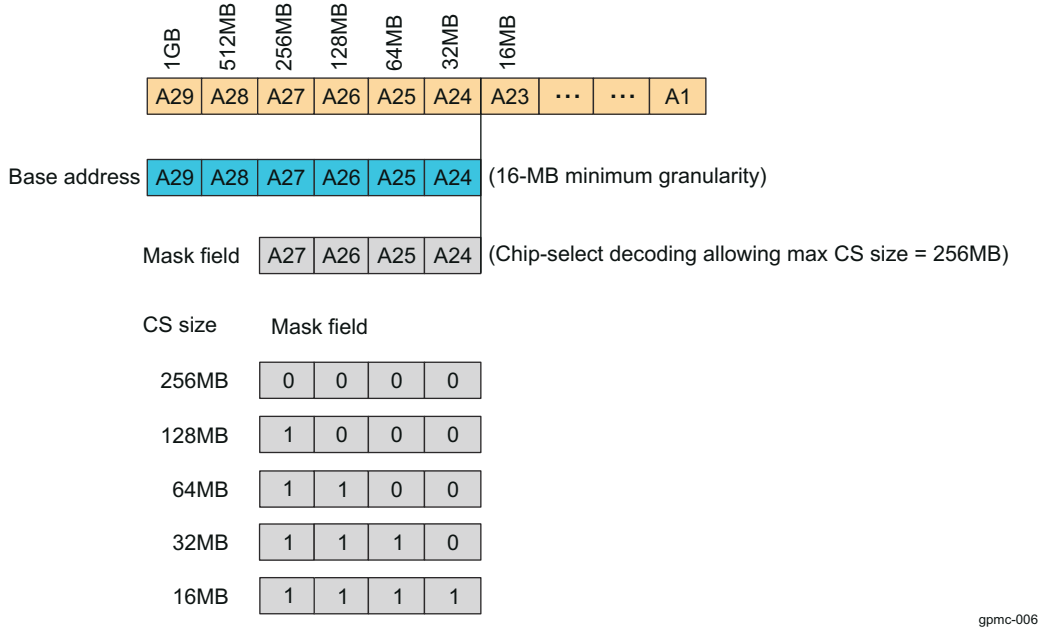 1GB 512MB 256MB 128MB 64MB 32MB 16MB
A29 A28 A27 A26 A25 A24 A23 ··· ··· A1
Base address A29 A28 A27 A26 A25 A24 (16-MB minimum granularity)
Mask field A27 A26 A25 A24 (Chip-select decoding allowing max CS size = 256MB)
CS size Mask field
256MB 0 0 0 0
128MB 1 0 0 0
64MB 1 1 0 0
32MB 1 1 1 0
16MB 1 1 1 1
gpmc-006